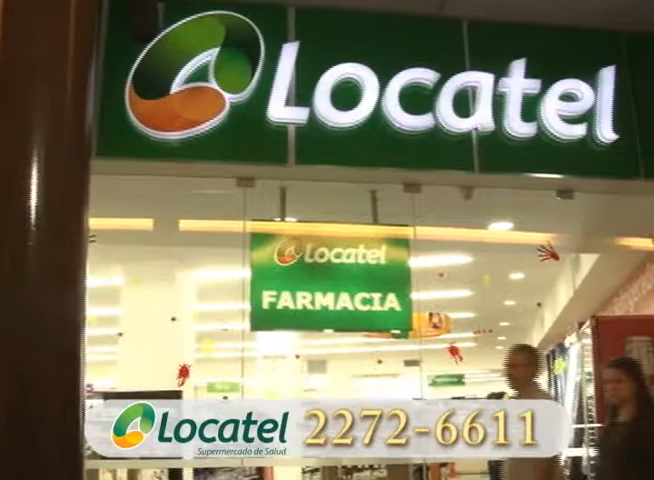 Locatel
Locatel
FARMACIA
Locatel 2272-6611
Supermercado de Salud